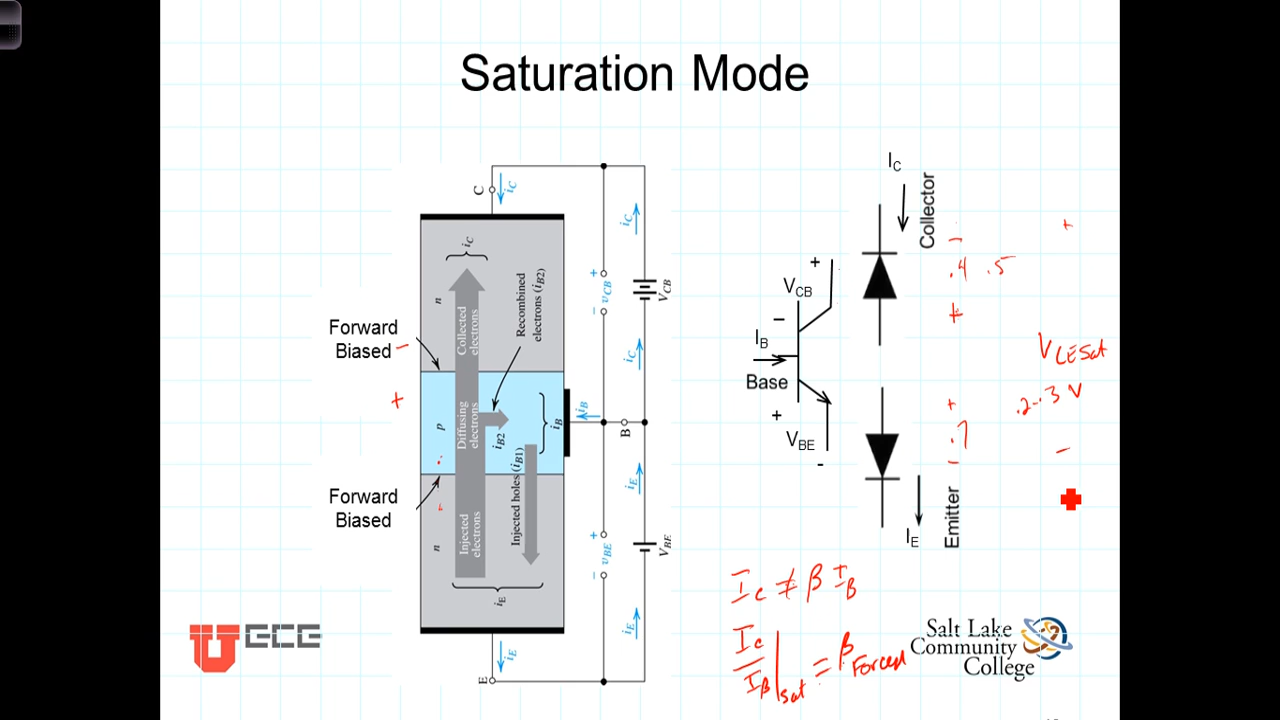 Saturation Mode
Forward
Biased
−
+
Forward
Biased
C
i_C
i_C
n
Collected
electrons
Recombined
electrons (i_B2)
p
Diffusing
electrons
i_B2
i_B
n
Injected
electrons
Injected holes (i_B1)
i_E
E
i_E
i_C
+
v_CB
−
V_CB
i_C
i_B
B
i_E
+
v_BE
−
V_BE
i_E
I_C
Collector
+
V_CB
−
I_B
Base
+
V_BE
-
I_E
Emitter
−
.4 .5
+
+
.7
−
+
V_CESat
.2-.3 V
−
I_C ≠ β I_B
I_C/I_B|sat = β Forced
UECE
Salt Lake
Community
College